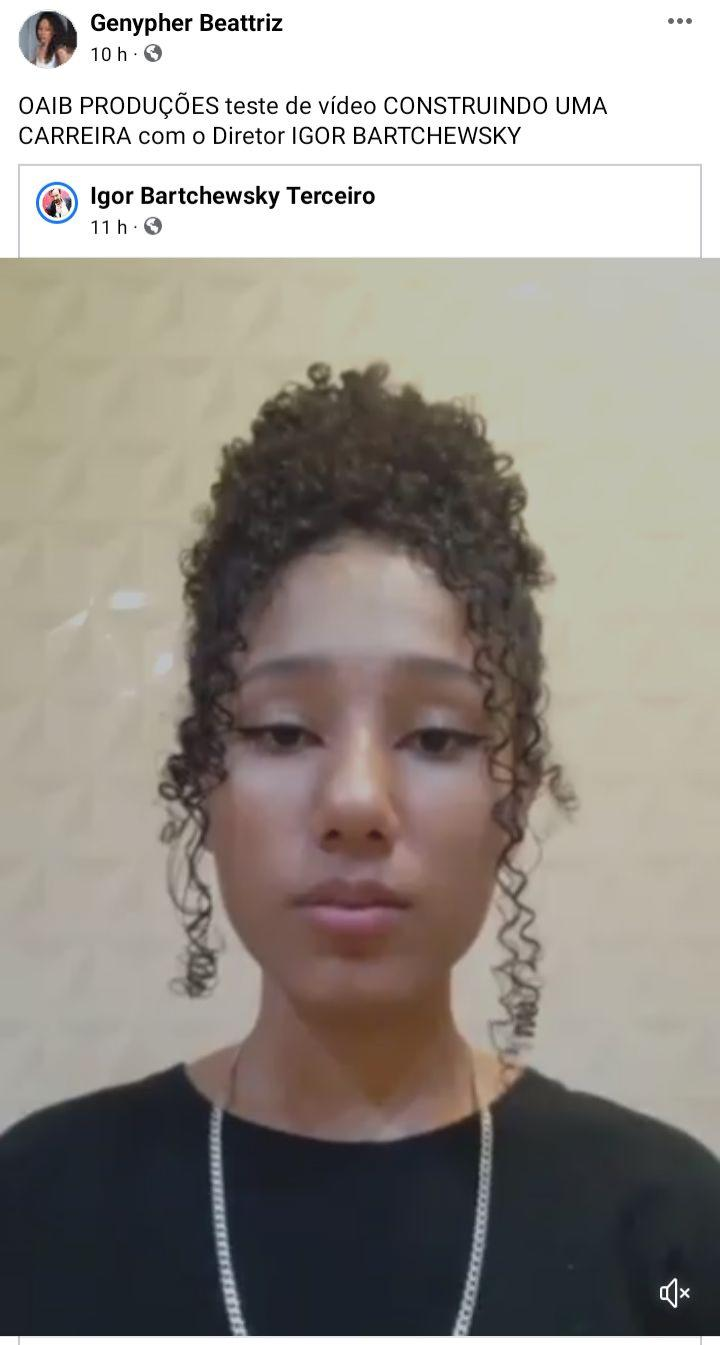 Genypher Beattriz
10 h ·
OAIB PRODUÇÕES teste de vídeo CONSTRUINDO UMA
CARREIRA com o Diretor IGOR BARTCHEWSKY
Igor Bartchewsky Terceiro
11 h ·